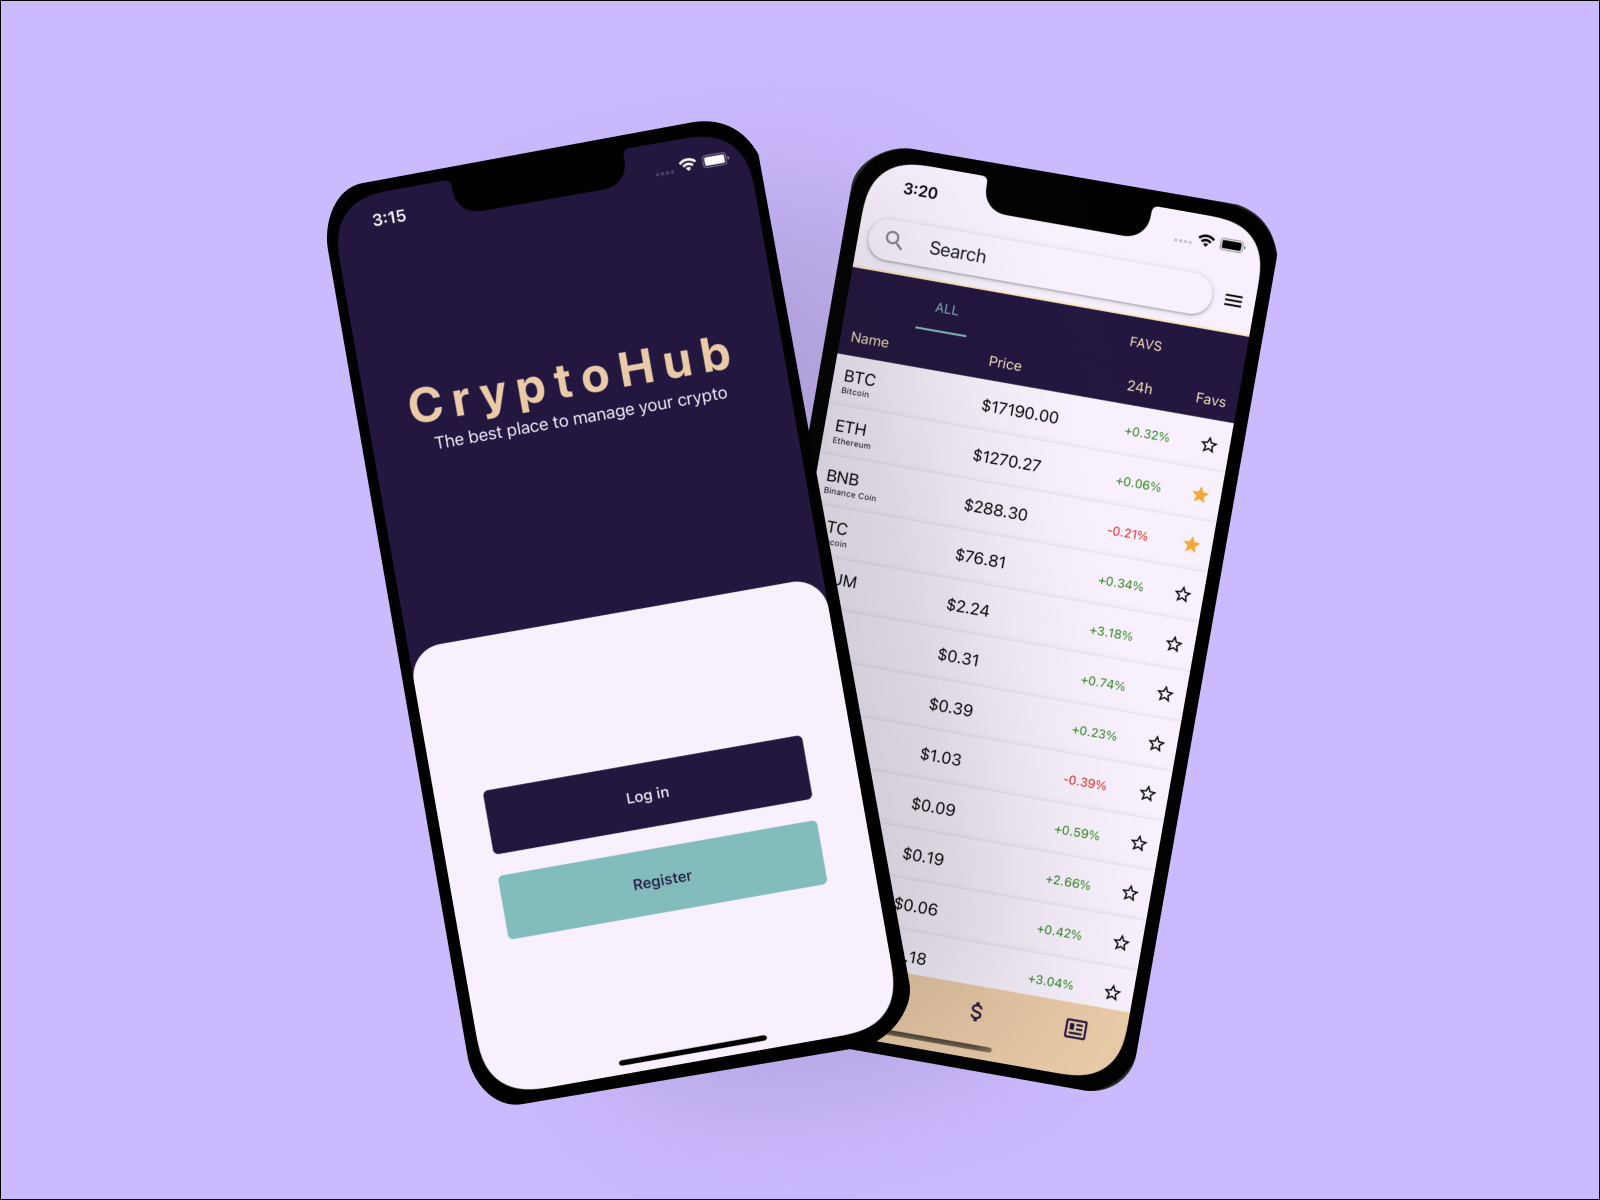 3:15
CryptoHub
The best place to manage your crypto
Log in
Register
3:20
Search
ALL FAVS
Name Price 24h Favs
BTC $17190.00 +0.32%
Bitcoin
ETH $1270.27 +0.06%
Ethereum
BNB $288.30 -0.21%
Binance Coin
TC $76.81 +0.34%
coin
UM $2.24 +3.18%
$0.31 +0.74%
$0.39 +0.23%
$1.03 -0.39%
$0.09 +0.59%
$0.19 +2.66%
$0.06 +0.42%
.18 +3.04%
$